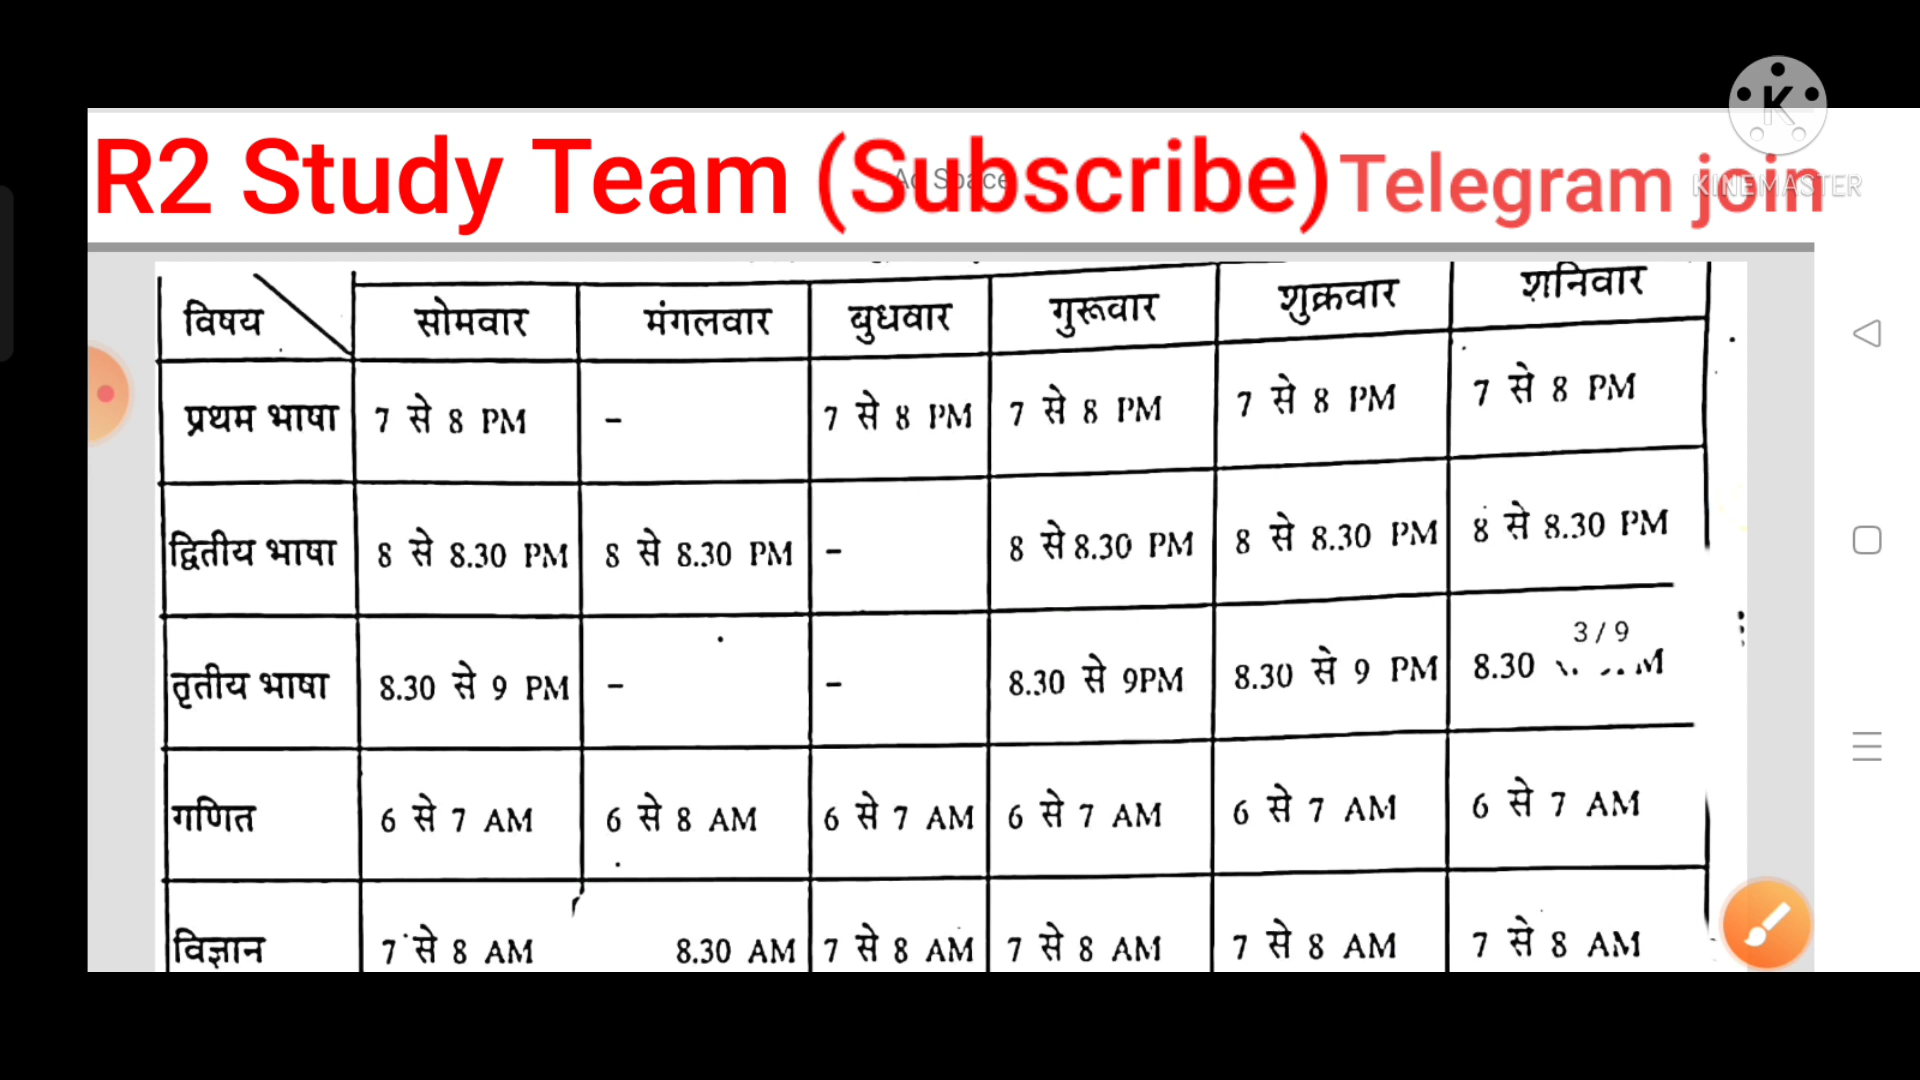 R2 Study Team (Subscribe) Telegram join
Ad Space
K
KINEMASTER
विषय सोमवार मंगलवार बुधवार गुरूवार शुक्रवार शनिवार
प्रथम भाषा 7 से 8 PM – 7 से 8 PM 7 से 8 PM 7 से 8 PM 7 से 8 PM
द्वितीय भाषा 8 से 8.30 PM 8 से 8.30 PM – 8 से 8.30 PM 8 से 8.30 PM 8 से 8.30 PM
3 / 9
तृतीय भाषा 8.30 से 9 PM – – 8.30 से 9PM 8.30 से 9 PM 8.30
गणित 6 से 7 AM 6 से 8 AM 6 से 7 AM 6 से 7 AM 6 से 7 AM 6 से 7 AM
विज्ञान 7 से 8 AM 8.30 AM 7 से 8 AM 7 से 8 AM 7 से 8 AM 7 से 8 AM